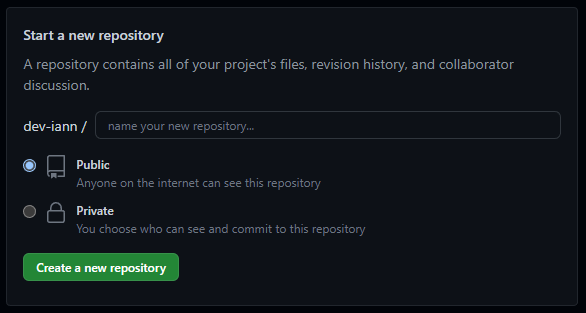 Start a new repository
A repository contains all of your project's files, revision history, and collaborator
discussion.
dev-iann / name your new repository...
Public
Anyone on the internet can see this repository
Private
You choose who can see and commit to this repository
Create a new repository